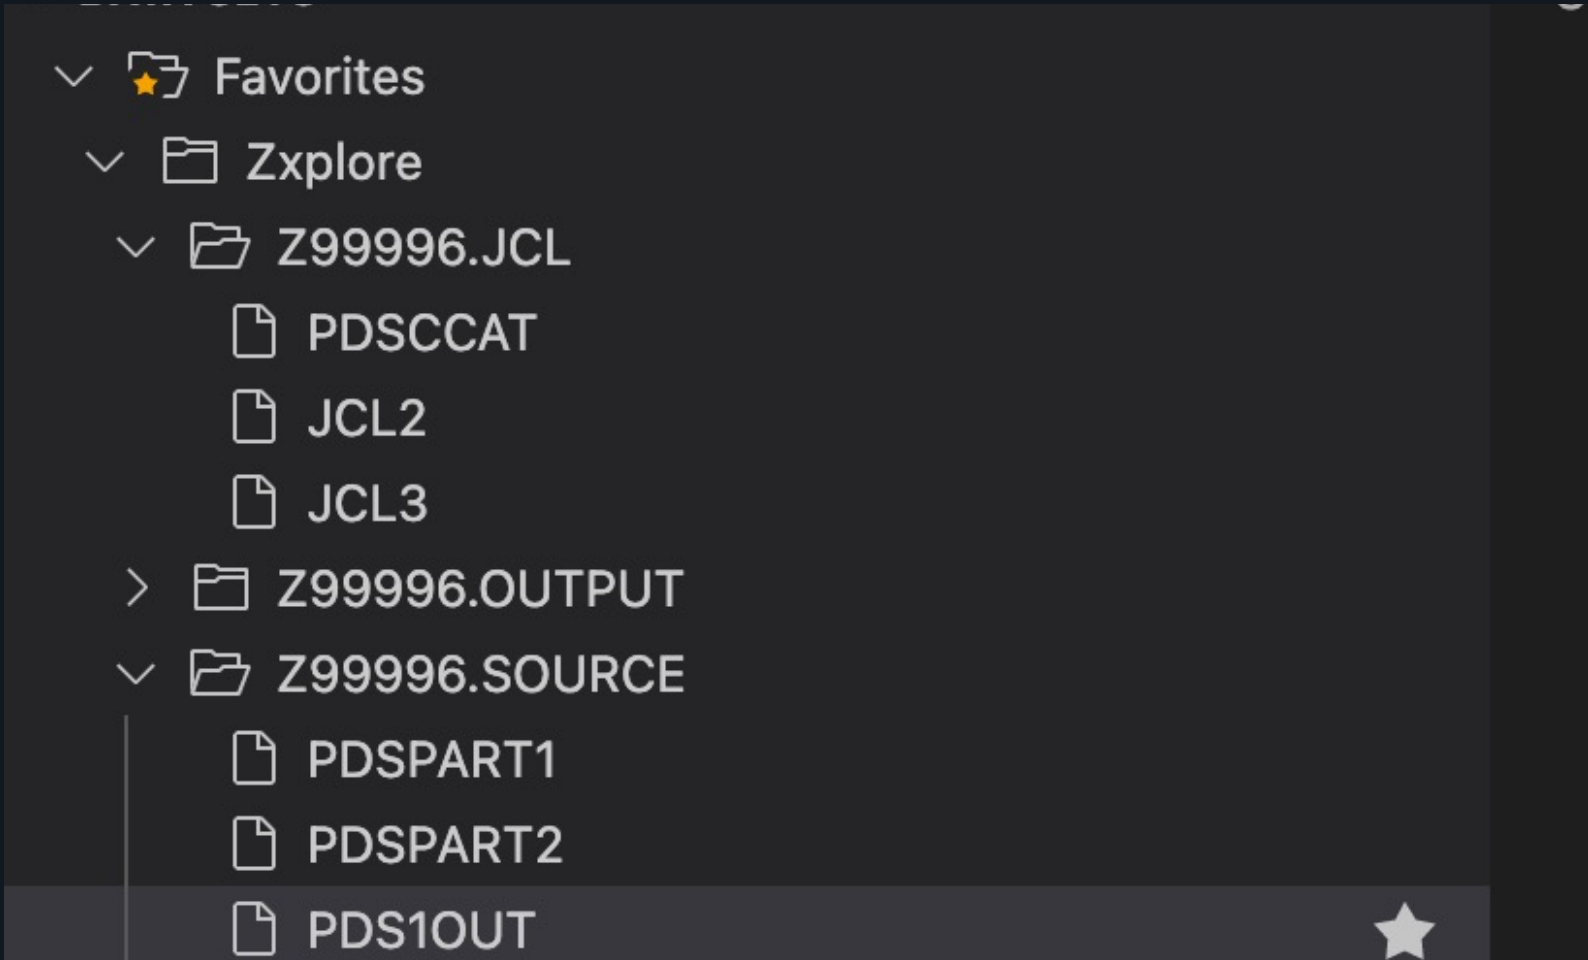 Favorites
Zxplore
Z99996.JCL
PDSCCAT
JCL2
JCL3
Z99996.OUTPUT
Z99996.SOURCE
PDSPART1
PDSPART2
PDS1OUT